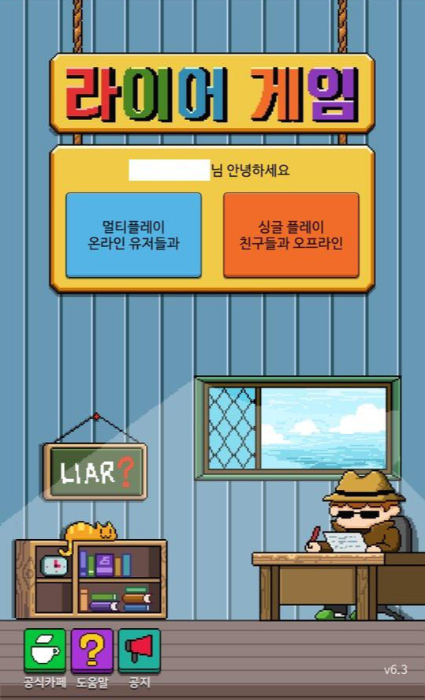 라이어 게임
님 안녕하세요
멀티플레이
온라인 유저들과
싱글 플레이
친구들과 오프라인
LIAR?
?
공식카페
도움말
공지
v6.3